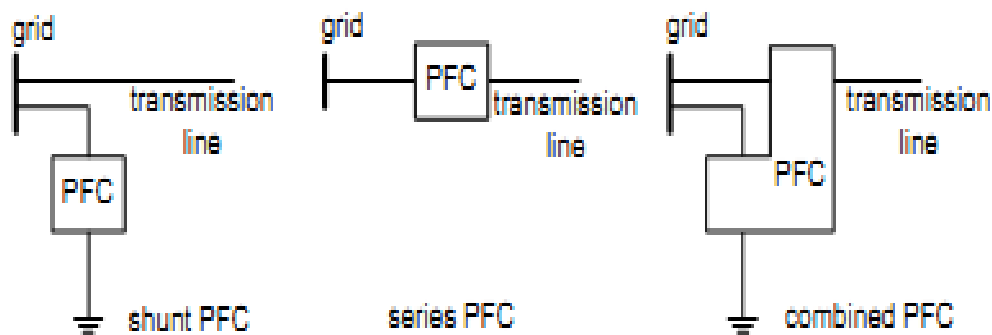 grid
transmission
line
PFC
shunt PFC
grid
PFC
transmission
line
series PFC
grid
transmission
line
PFC
combined PFC